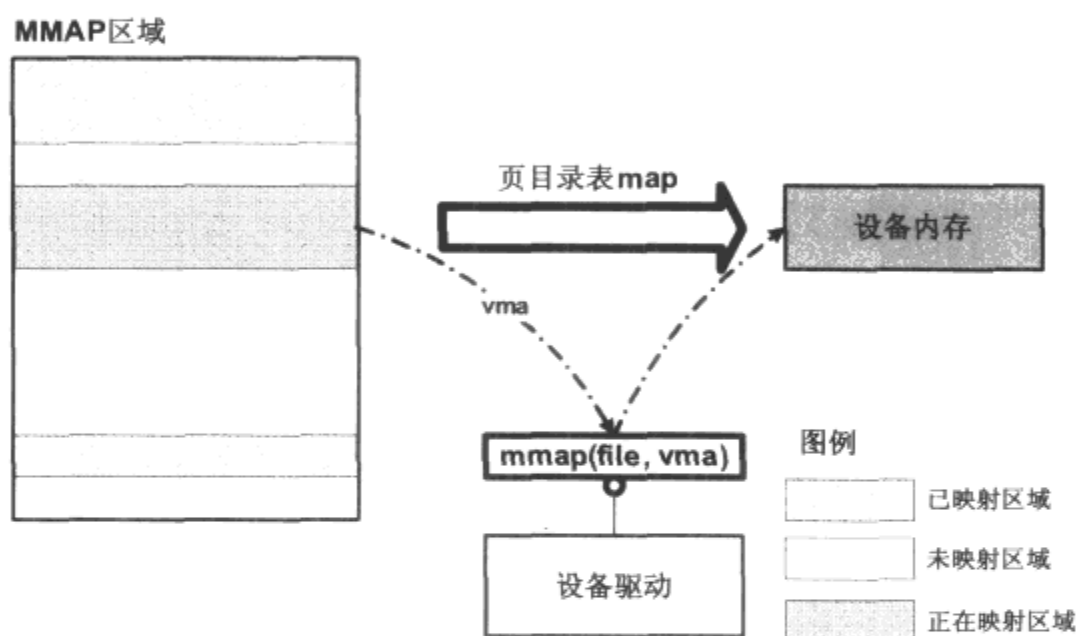 MMAP区域
页目录表map
设备内存
vma
mmap(file, vma)
设备驱动
图例
已映射区域
未映射区域
正在映射区域